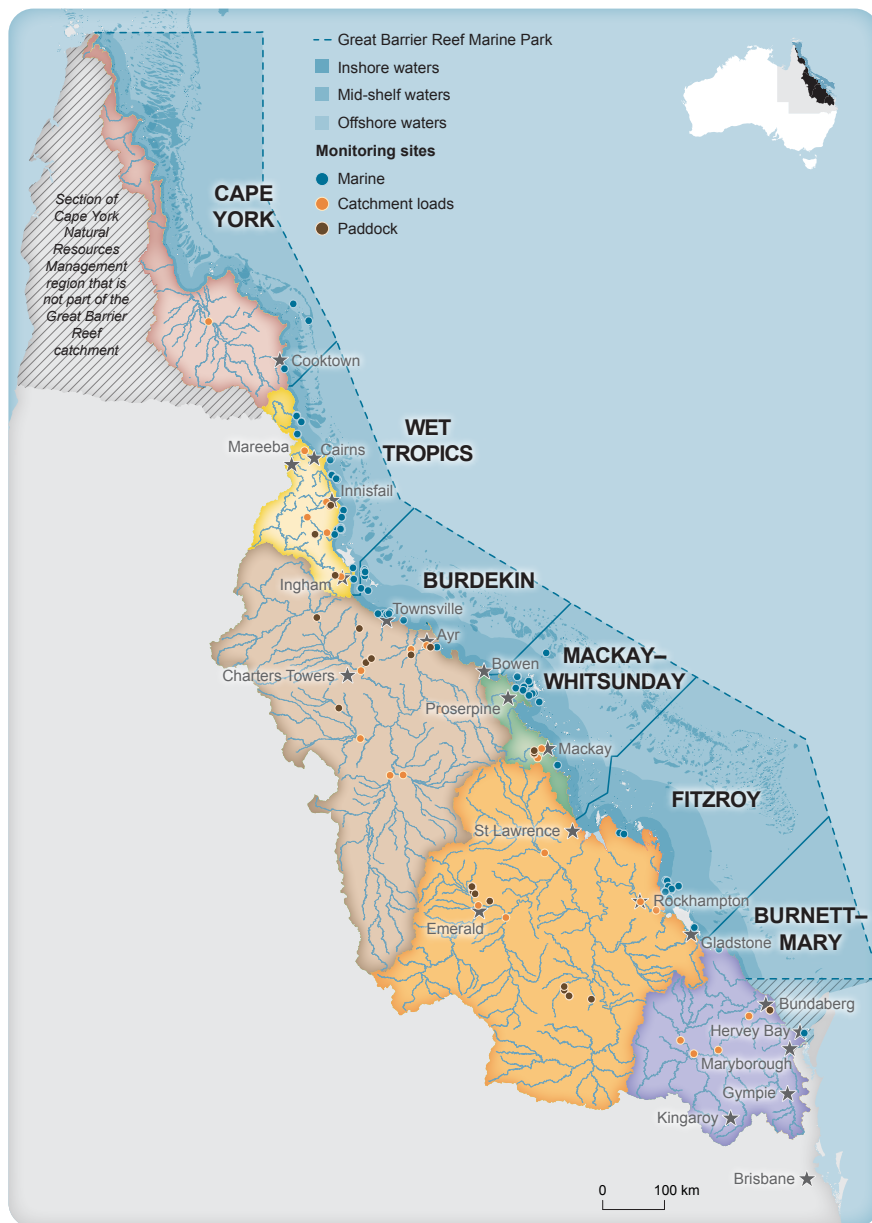 Great Barrier Reef Marine Park
Inshore waters
Mid-shelf waters
Offshore waters
Monitoring sites
Marine
Catchment loads
Paddock
CAPE
YORK
Section of
Cape York
Natural
Resources
Management
region that is
not part of the
Great Barrier
Reef
catchment
Cooktown
WET
TROPICS
Mareeba
Cairns
Innisfail
BURDEKIN
Ingham
Townsville
Ayr
MACKAY–
WHITSUNDAY
Bowen
Charters Towers
Proserpine
Mackay
FITZROY
St Lawrence
Rockhampton
Emerald
BURNETT–
MARY
Gladstone
Bundaberg
Hervey Bay
Maryborough
Gympie
Kingaroy
Brisbane
0 100 km